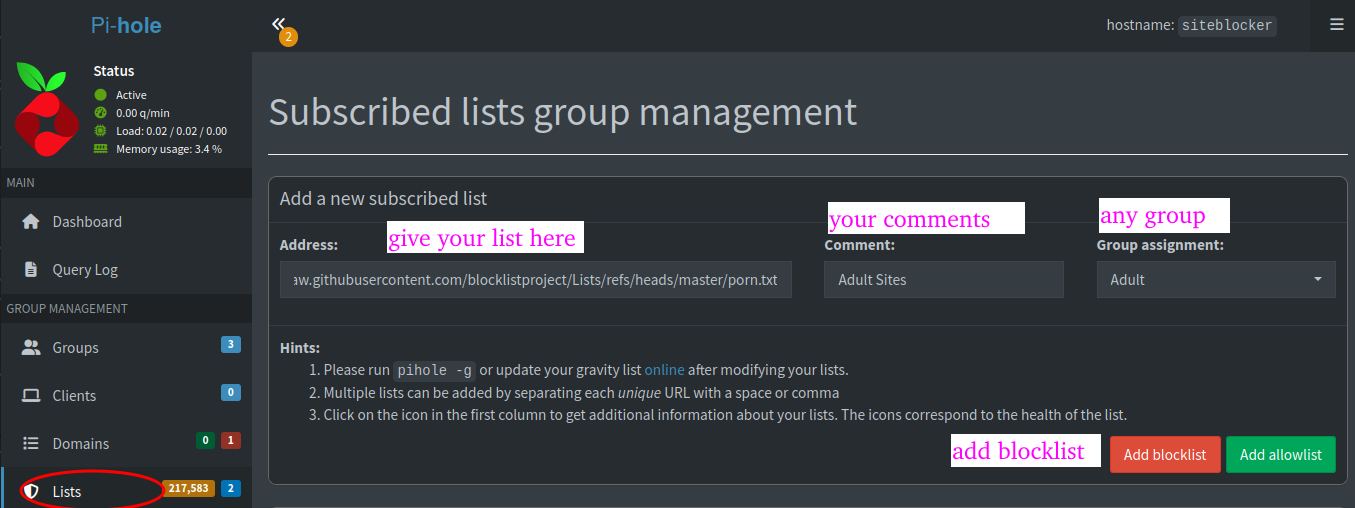 Pi-hole
2
hostname: siteblocker
Status
Active
0.00 q/min
Load: 0.02 / 0.02 / 0.00
Memory usage: 3.4 %
MAIN
Dashboard
Query Log
GROUP MANAGEMENT
Groups 3
Clients 0
Domains 0 1
Lists 217,583 2
Subscribed lists group management
Add a new subscribed list
give your list here
your comments
any group
Address:
Comment:
Group assignment:
aw.githubusercontent.com/blocklistproject/Lists/refs/heads/master/porn.txt
Adult Sites
Adult
Hints:
1. Please run pihole -g or update your gravity list online after modifying your lists.
2. Multiple lists can be added by separating each unique URL with a space or comma
3. Click on the icon in the first column to get additional information about your lists. The icons correspond to the health of the list.
add blocklist
Add blocklist
Add allowlist